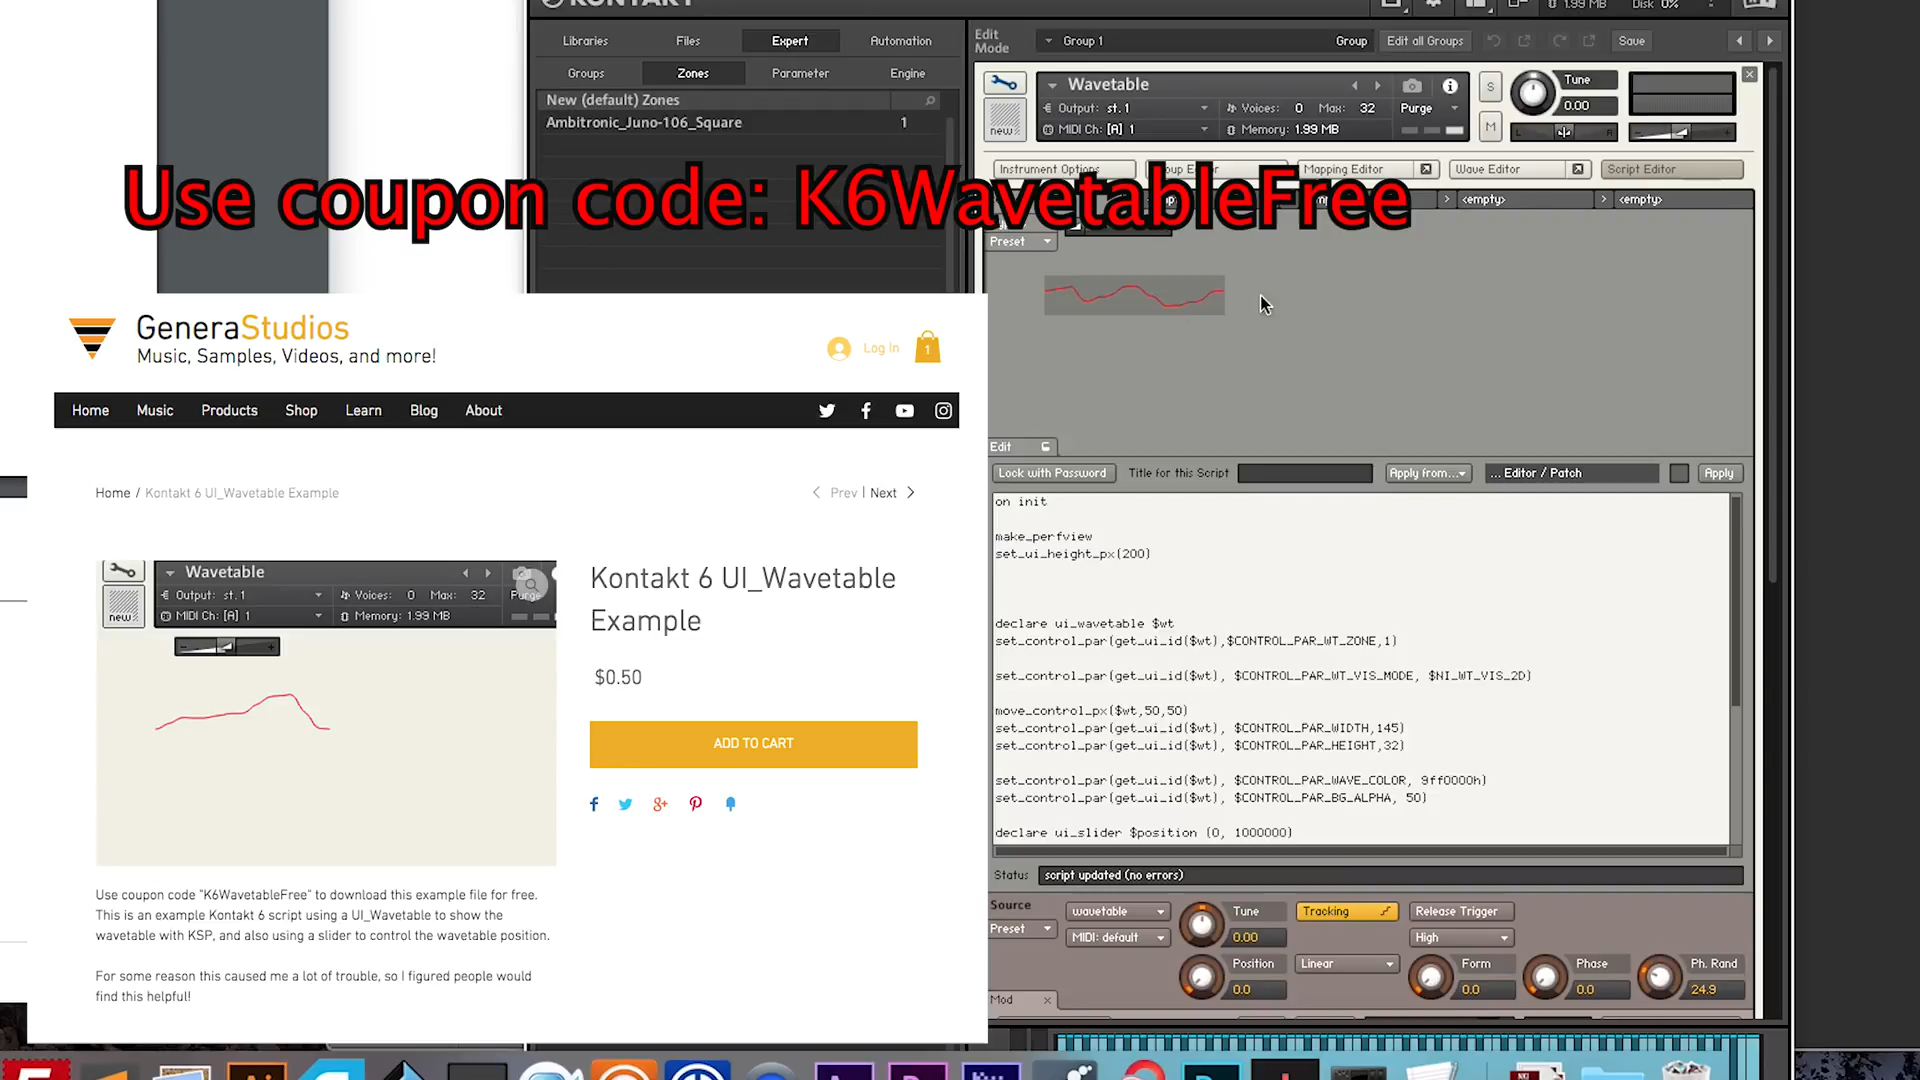 KONTAKT
1.99 MB
Disk 0%
Libraries
Files
Expert
Automation
Groups
Zones
Parameter
Engine
New (default) Zones
Ambitronic_Juno-106_Square
1
Edit Mode
Group 1
Group
Edit all Groups
Save
Wavetable
Output: st. 1
Voices: 0 Max: 32
Purge
MIDI Ch: [A] 1
Memory: 1.99 MB
new
S
M
Tune
0.00
L
R
Instrument Options
Mapping Editor
Wave Editor
Script Editor
<empty>
<empty>
Preset
Use coupon code: K6WavetableFree
GeneraStudios
Music, Samples, Videos, and more!
Log In
1
Home Music Products Shop Learn Blog About
Home / Kontakt 6 UI_Wavetable Example
Prev | Next
Wavetable
Output: st. 1
Voices: 0 Max: 32
MIDI Ch: [A] 1
Memory: 1.99 MB
new
Kontakt 6 UI_Wavetable
Example
$0.50
ADD TO CART
Use coupon code "K6WavetableFree" to download this example file for free.
This is an example Kontakt 6 script using a UI_Wavetable to show the
wavetable with KSP, and also using a slider to control the wavetable position.
For some reason this caused me a lot of trouble, so I figured people would
find this helpful!
Edit
Lock with Password
Title for this Script
Apply from...
... Editor / Patch
Apply
on init
make_perfview
set_ui_height_px(200)
declare ui_wavetable $wt
set_control_par(get_ui_id($wt),$CONTROL_PAR_WT_ZONE,1)
set_control_par(get_ui_id($wt), $CONTROL_PAR_WT_VIS_MODE, $NI_WT_VIS_2D)
move_control_px($wt,50,50)
set_control_par(get_ui_id($wt), $CONTROL_PAR_WIDTH,145)
set_control_par(get_ui_id($wt), $CONTROL_PAR_HEIGHT,32)
set_control_par(get_ui_id($wt), $CONTROL_PAR_WAVE_COLOR, 9ff0000h)
set_control_par(get_ui_id($wt), $CONTROL_PAR_BG_ALPHA, 50)
declare ui_slider $position (0, 1000000)
Status
script updated (no errors)
Source
wavetable
Tune
0.00
Tracking
Release Trigger
Preset
MIDI: default
High
Position
0.0
Linear
Form
0.0
Phase
0.0
Ph. Rand
24.9
Mod